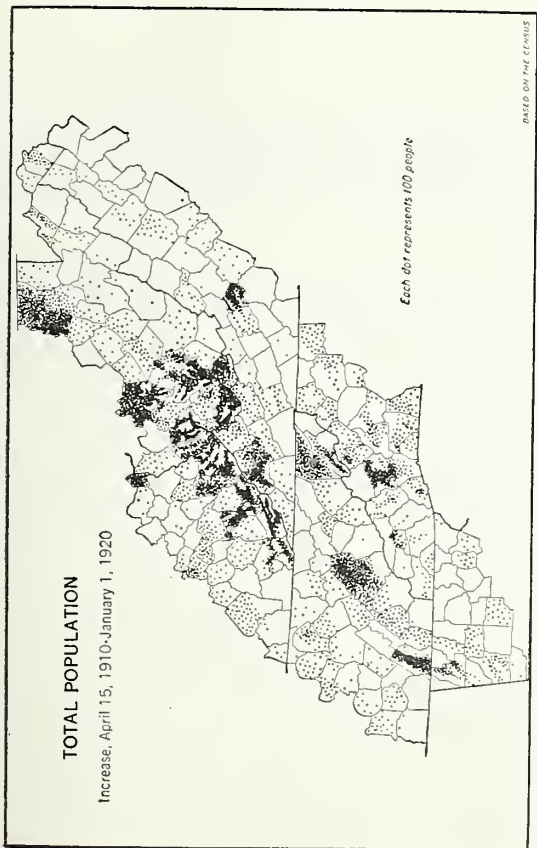 TOTAL POPULATION
Increase, April 15, 1910-January 1, 1920
Each dot represents 100 people
BASED ON THE CENSUS